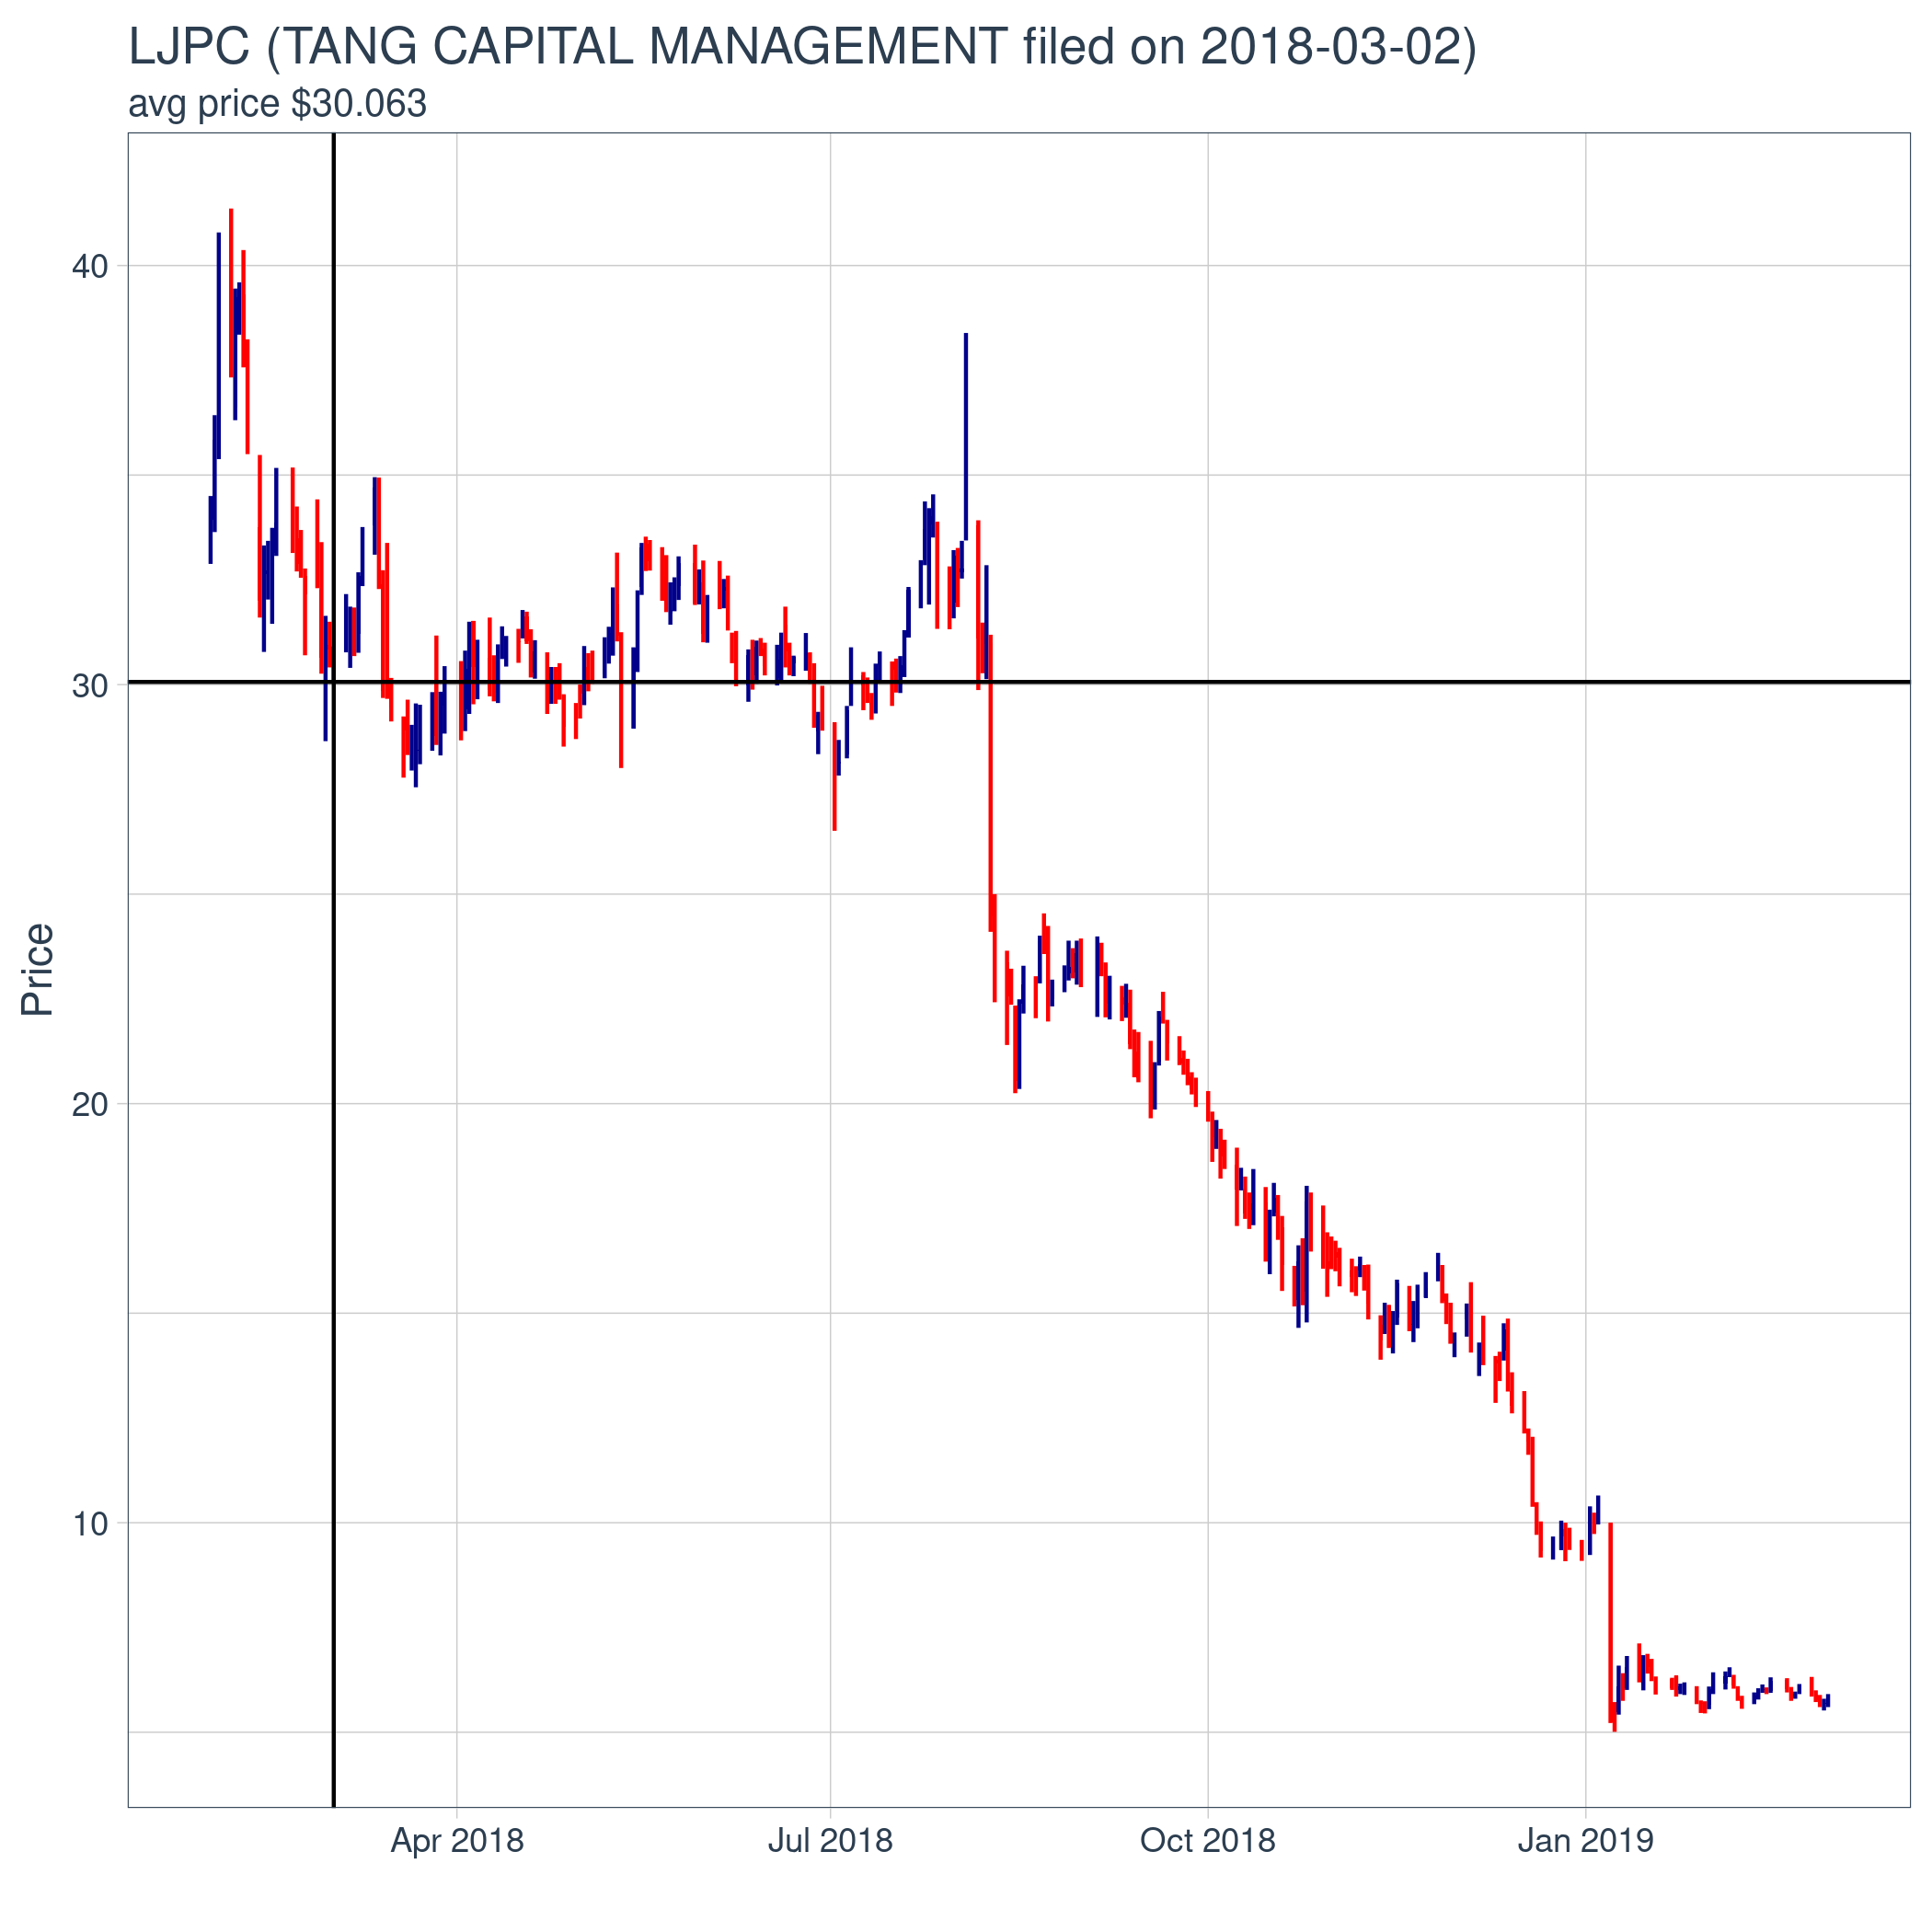 LJPC (TANG CAPITAL MANAGEMENT filed on 2018-03-02)
avg price $30.063
40
30
20
10
Price
Apr 2018
Jul 2018
Oct 2018
Jan 2019